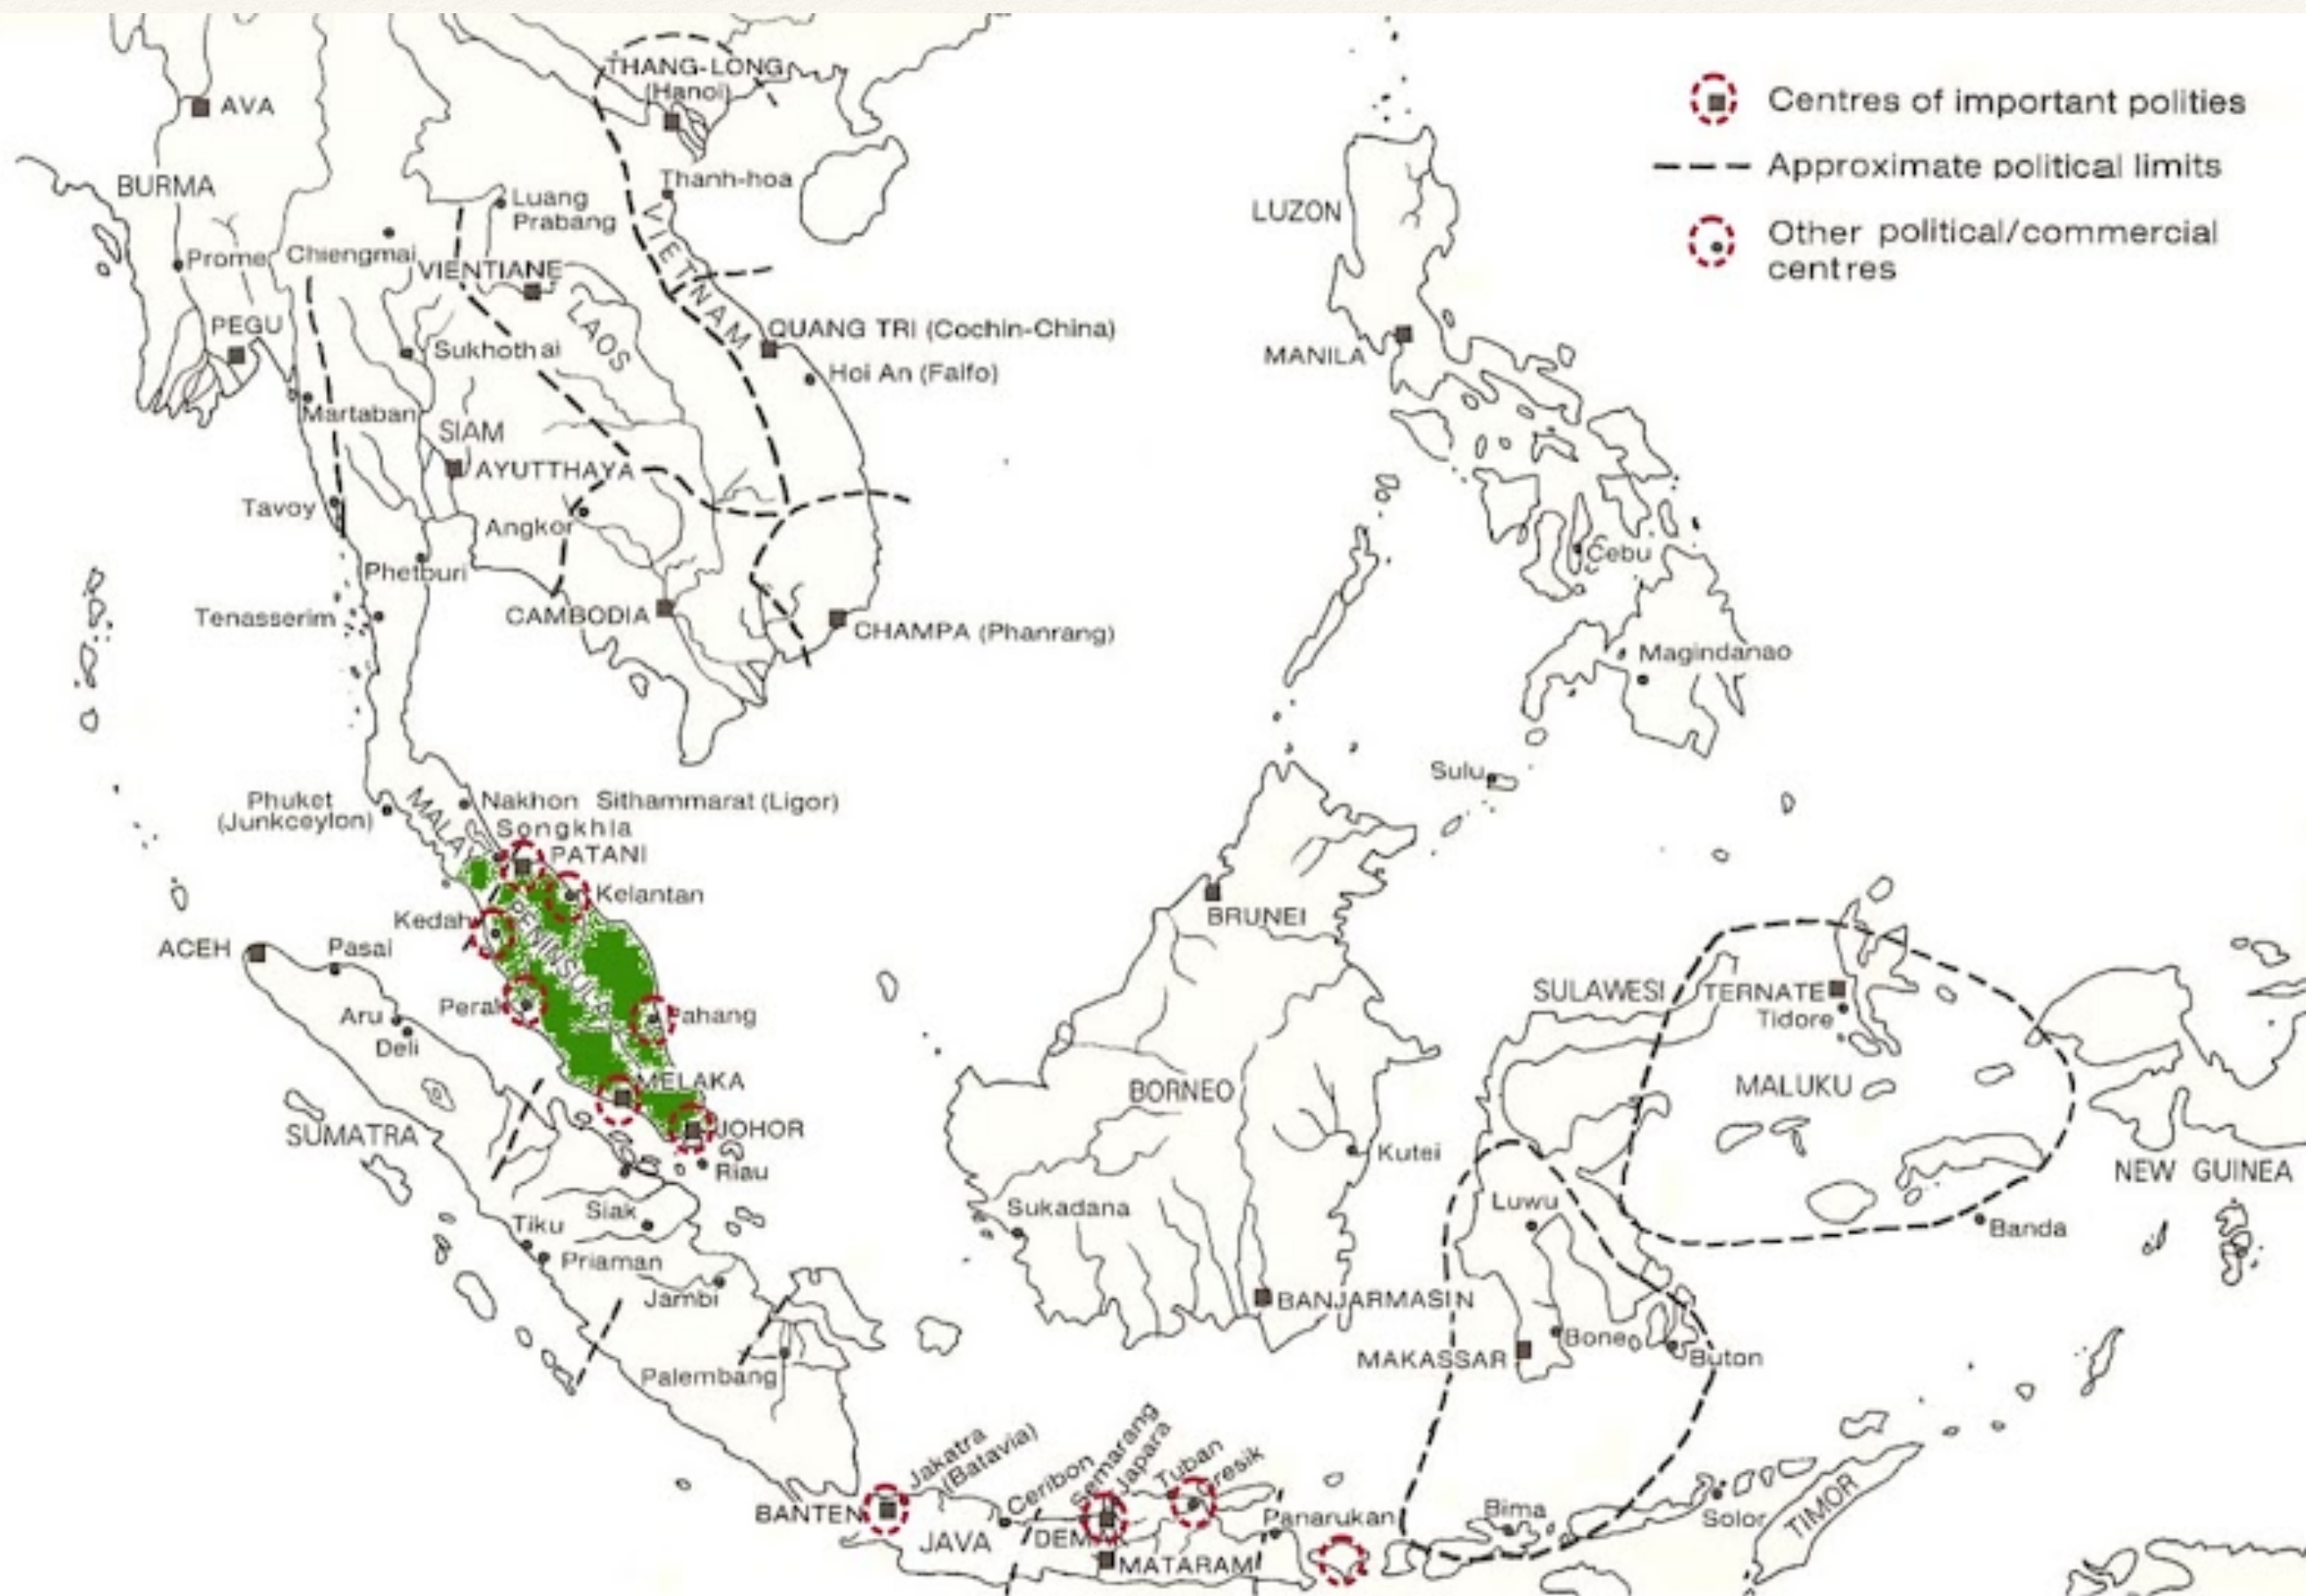 THANG-LONG
(Hanoi)
AVA
BURMA
Thanh-hoa
Luang
Prabang
Prome
Chiengmai
VIENTIANE
VIETNAM
LAOS
PEGU
QUANG TRI (Cochin-China)
Sukhothai
Hoi An (Faifo)
Martaban
SIAM
AYUTTHAYA
Tavoy
Angkor
Phetburi
Tenasserim
CAMBODIA
CHAMPA (Phanrang)
Centres of important polities
Approximate political limits
Other political/commercial
centres
LUZON
MANILA
Cebu
Magindanao
Sulu
Phuket
(Junkceylon)
Nakhon Sithammarat (Ligor)
MALAY
PENINSULA
Songkhla
PATANI
Kelantan
Kedah
ACEH
Pasai
Perak
Pahang
Aru
Deli
MELAKA
JOHOR
Riau
SUMATRA
Siak
Tiku
Priaman
Jambi
Palembang
BRUNEI
BORNEO
Kutei
Sukadana
BANJARMASIN
SULAWESI
TERNATE
Tidore
MALUKU
NEW GUINEA
Banda
Luwu
MAKASSAR
Bone
Buton
Jakatra
(Batavia)
Ceribon
Semarang
Japara
Tuban
Gresik
BANTEN
JAVA
DEMAK
MATARAM
Panarukan
Bima
Solor
TIMOR